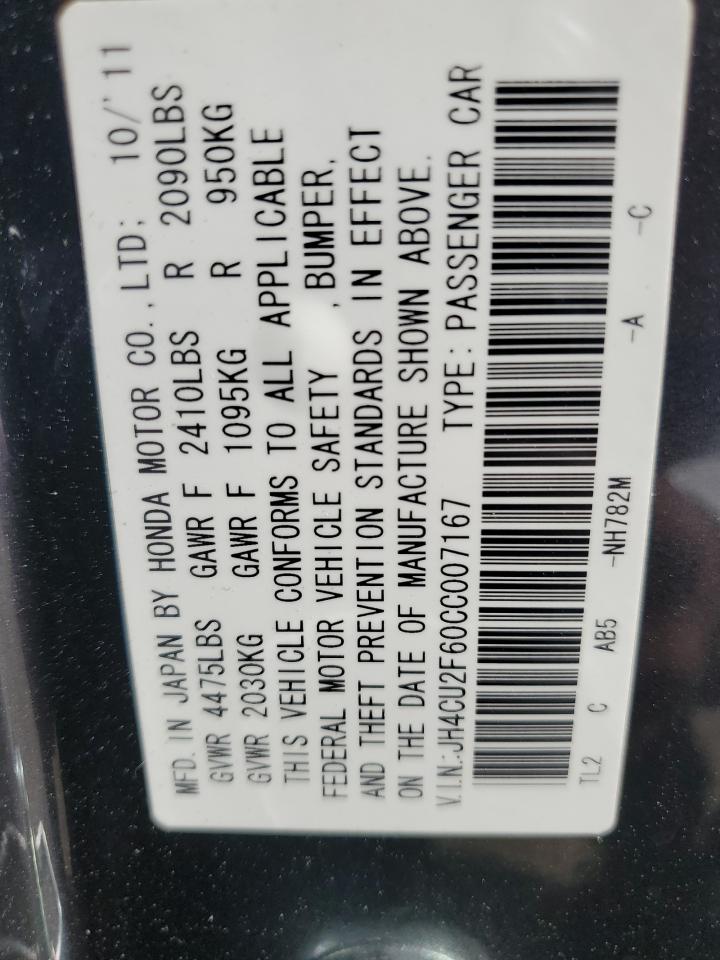 MFD. IN JAPAN BY HONDA MOTOR CO., LTD; 10/'11
GVWR 4475LBS GAWR F 2410LBS R 2090LBS
GVWR 2030KG GAWR F 1095KG R 950KG
THIS VEHICLE CONFORMS TO ALL APPLICABLE
FEDERAL MOTOR VEHICLE SAFETY , BUMPER,
AND THEFT PREVENTION STANDARDS IN EFFECT
ON THE DATE OF MANUFACTURE SHOWN ABOVE.
V.I.N.:JH4CU2F60CC007167 TYPE: PASSENGER CAR
TL2 C AB5 -NH782M -A -C